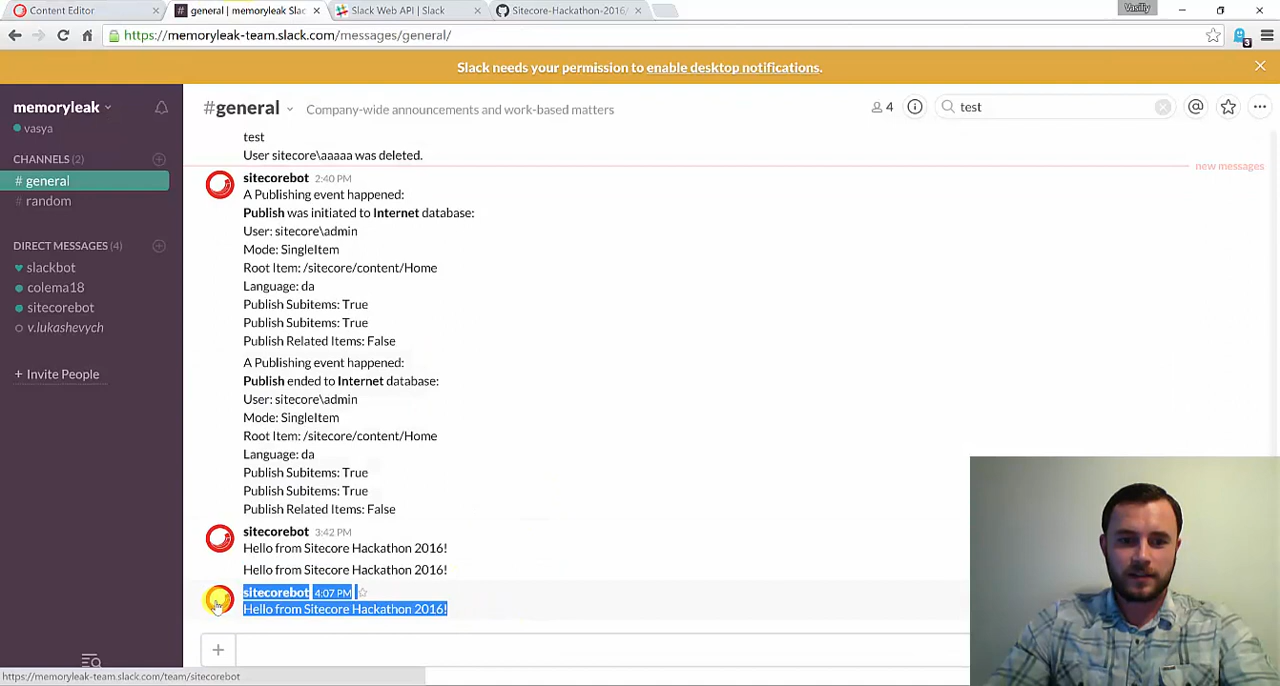 Content Editor
general | memoryleak Slac
Slack Web API | Slack
Sitecore-Hackathon-2016/
Vasiliy
https://memoryleak-team.slack.com/messages/general/
3
Slack needs your permission to enable desktop notifications.
memoryleak
vasya
#general
Company-wide announcements and work-based matters
4
test
CHANNELS (2)
# general
# random
DIRECT MESSAGES (4)
slackbot
colema18
sitecorebot
v.lukashevych
+ Invite People
test
User sitecore\aaaaa was deleted.
new messages
sitecorebot 2:40 PM
A Publishing event happened:
Publish was initiated to Internet database:
User: sitecore\admin
Mode: SingleItem
Root Item: /sitecore/content/Home
Language: da
Publish Subitems: True
Publish Subitems: True
Publish Related Items: False
A Publishing event happened:
Publish ended to Internet database:
User: sitecore\admin
Mode: SingleItem
Root Item: /sitecore/content/Home
Language: da
Publish Subitems: True
Publish Subitems: True
Publish Related Items: False
sitecorebot 3:42 PM
Hello from Sitecore Hackathon 2016!
Hello from Sitecore Hackathon 2016!
sitecorebot 4:07 PM
Hello from Sitecore Hackathon 2016!
https://memoryleak-team.slack.com/team/sitecorebot